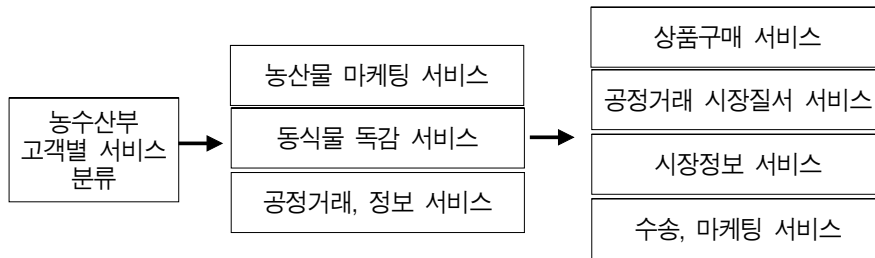 농수산부
고객별 서비스
분류
농산물 마케팅 서비스
동식물 독감 서비스
공정거래, 정보 서비스
상품구매 서비스
공정거래 시장질서 서비스
시장정보 서비스
수송, 마케팅 서비스